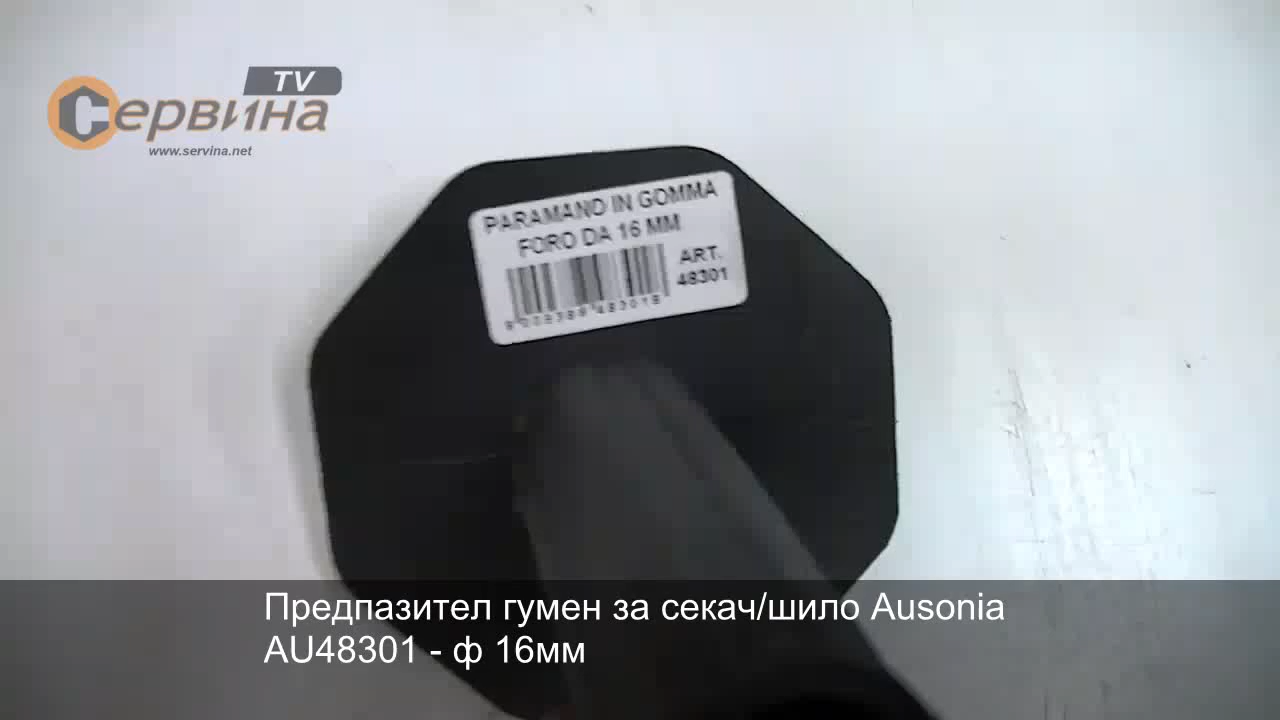 TV
Сервина
www.servina.net
PARAMANO IN GOMMA
FORO DA 16 MM
ART.
48301
Предпазител гумен за секач/шило Ausonia
AU48301 - ф 16мм